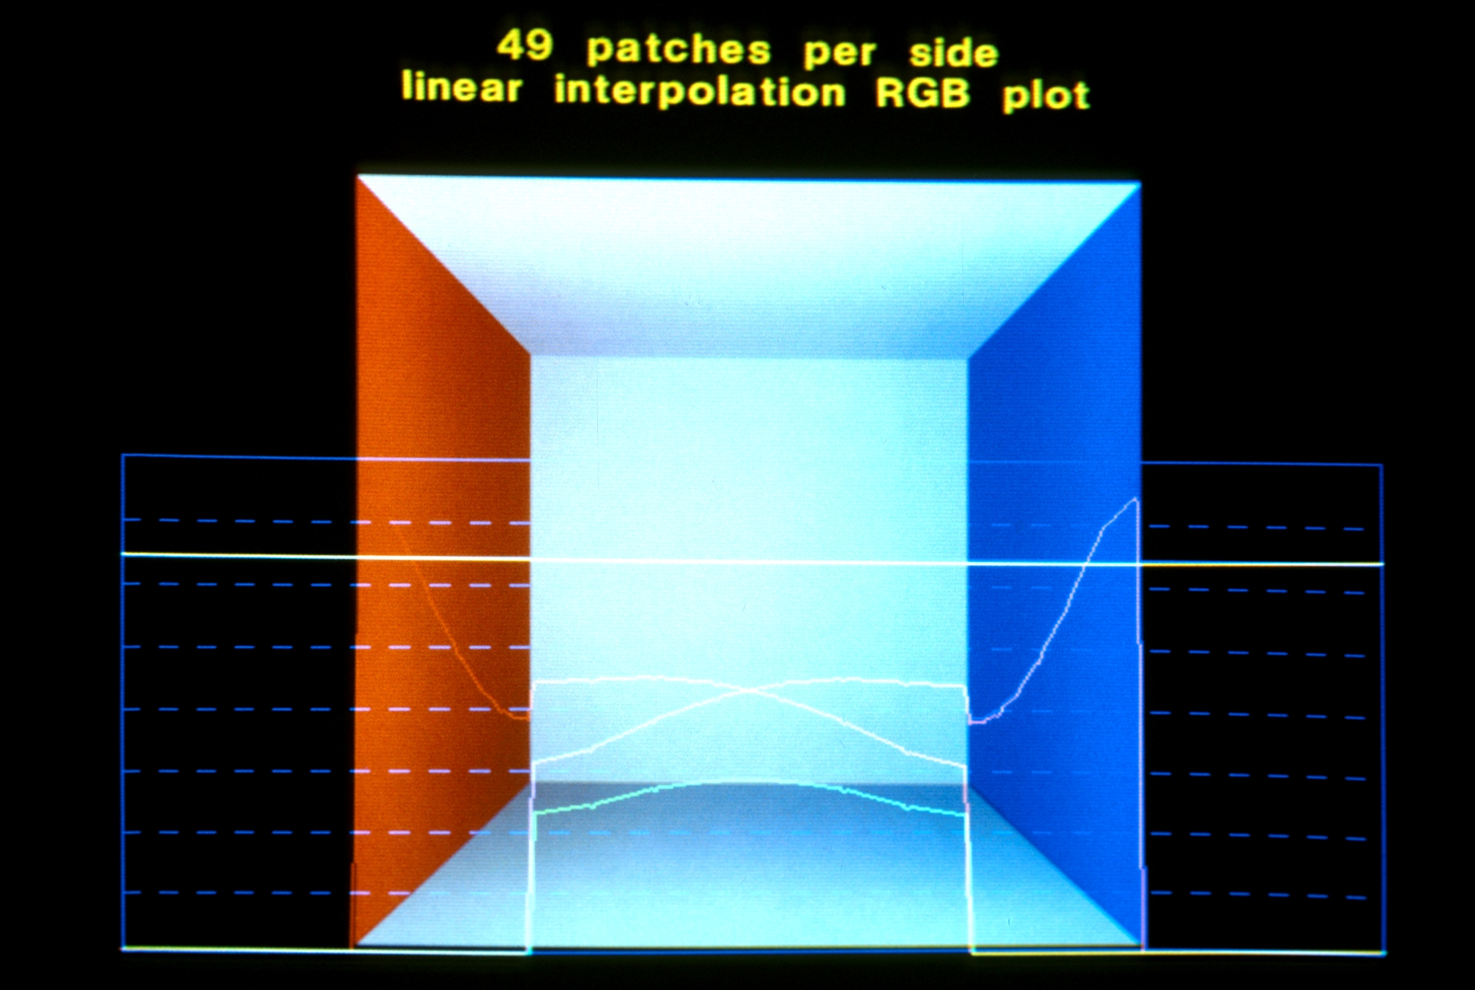 49 patches per side
linear interpolation RGB plot